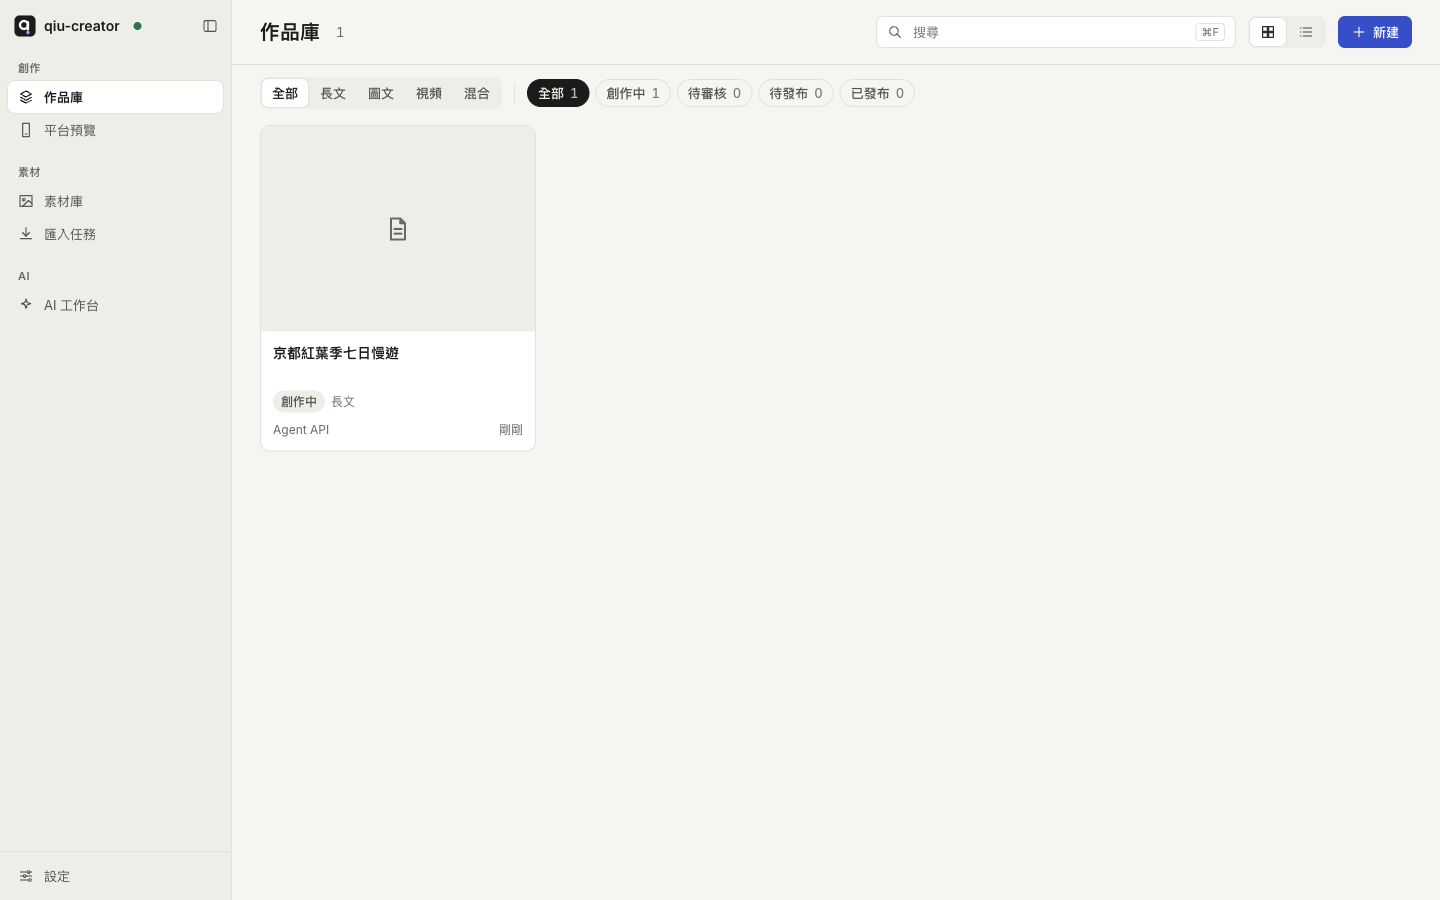 qiu-creator
創作
作品庫
平台預覽
素材
素材庫
匯入任務
AI
AI 工作台
設定
作品庫 1
搜尋 ⌘F
新建
全部 長文 圖文 視頻 混合
全部 1 創作中 1 待審核 0 待發布 0 已發布 0
京都紅葉季七日慢遊
創作中 長文
Agent API 剛剛